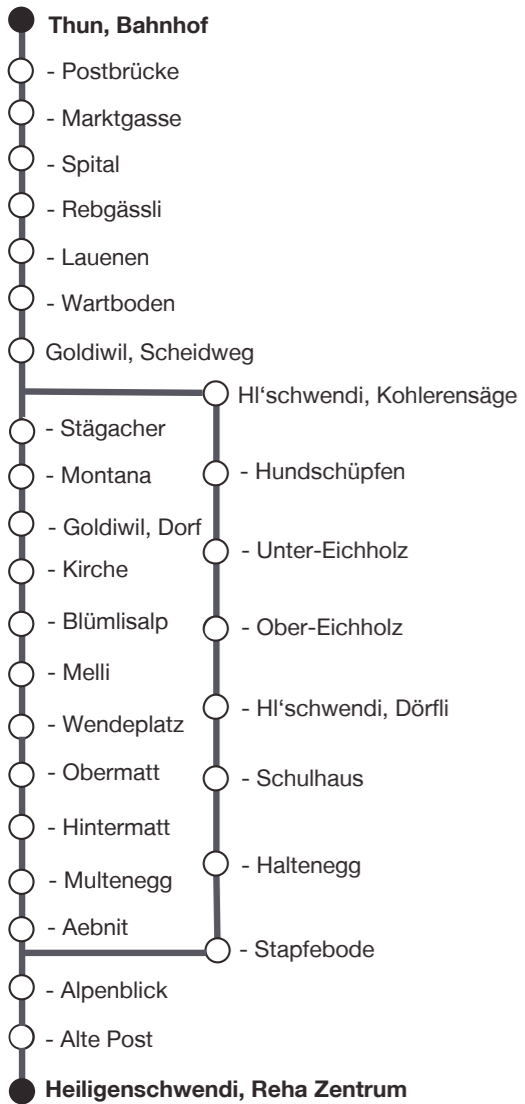 Thun, Bahnhof
- Postbrücke
- Marktgasse
- Spital
- Rebgässli
- Lauenen
- Wartboden
Goldiwil, Scheidweg
- Stägacher
- Montana
- Goldiwil, Dorf
- Kirche
- Blümlisalp
- Melli
- Wendeplatz
- Obermatt
- Hintermatt
- Multenegg
- Aebnit
Hl‘schwendi, Kohlerensäge
- Hundschüpfen
- Unter-Eichholz
- Ober-Eichholz
- Hl‘schwendi, Dörfli
- Schulhaus
- Haltenegg
- Stapfebode
- Alpenblick
- Alte Post
Heiligenschwendi, Reha Zentrum